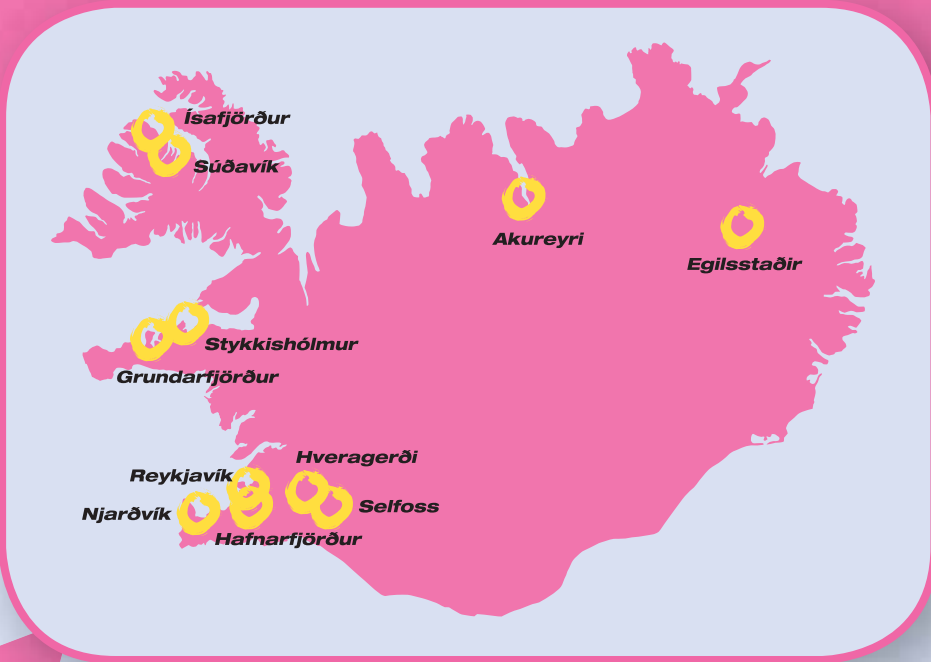 Ísafjörður
Súðavík
Akureyri
Egilsstaðir
Stykkishólmur
Grundarfjörður
Hveragerði
Reykjavík
Selfoss
Njarðvík
Hafnarfjörður